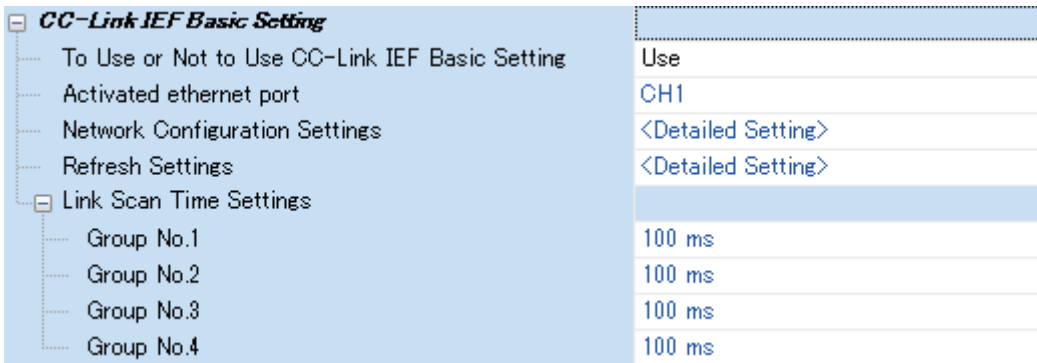 CC-Link IEF Basic Setting
To Use or Not to Use CC-Link IEF Basic Setting Use
Activated ethernet port CH1
Network Configuration Settings <Detailed Setting>
Refresh Settings <Detailed Setting>
Link Scan Time Settings
Group No.1 100 ms
Group No.2 100 ms
Group No.3 100 ms
Group No.4 100 ms